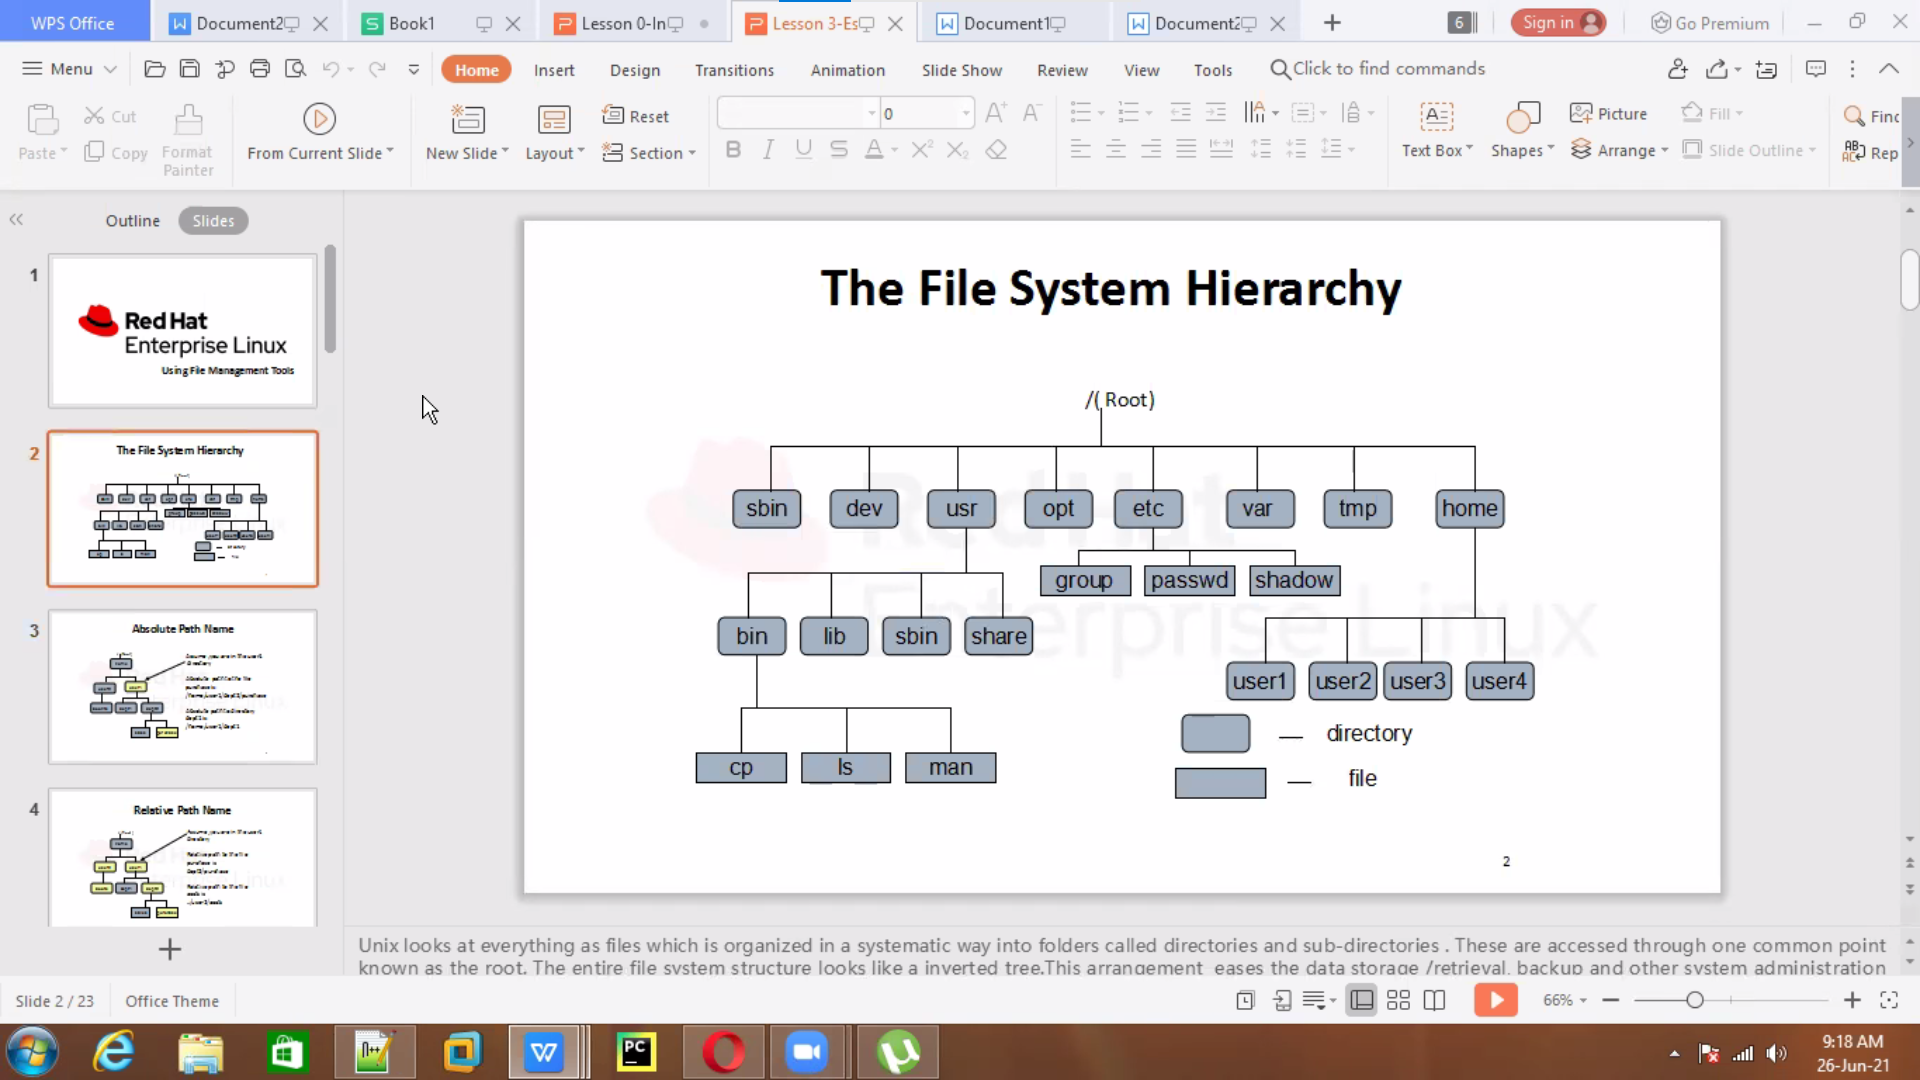 WPS Office
Document2
Book1
Lesson 0-In
Lesson 3-Es
Document1
Document2
6
Sign in
Go Premium
Menu
Home
Insert
Design
Transitions
Animation
Slide Show
Review
View
Tools
Click to find commands
Paste
Cut
Copy
Format
Painter
From Current Slide
New Slide
Layout
Reset
Section
0
Text Box
Shapes
Picture
Arrange
Fill
Slide Outline
Find
Rep
Outline
Slides
1
Red Hat
Enterprise Linux
Using File Management Tools
2
The File System Hierarchy
3
Absolute Path Name
4
Relative Path Name
The File System Hierarchy
/( Root)
sbin
dev
usr
opt
etc
var
tmp
home
group
passwd
shadow
bin
lib
sbin
share
user1
user2
user3
user4
cp
ls
man
directory
file
Red Hat
Enterprise Linux
2
Unix looks at everything as files which is organized in a systematic way into folders called directories and sub-directories . These are accessed through one common point
known as the root. The entire file system structure looks like a inverted tree.This arrangement eases the data storage /retrieval, backup and other system administration
Slide 2 / 23
Office Theme
66%
9:18 AM
26-Jun-21
PC